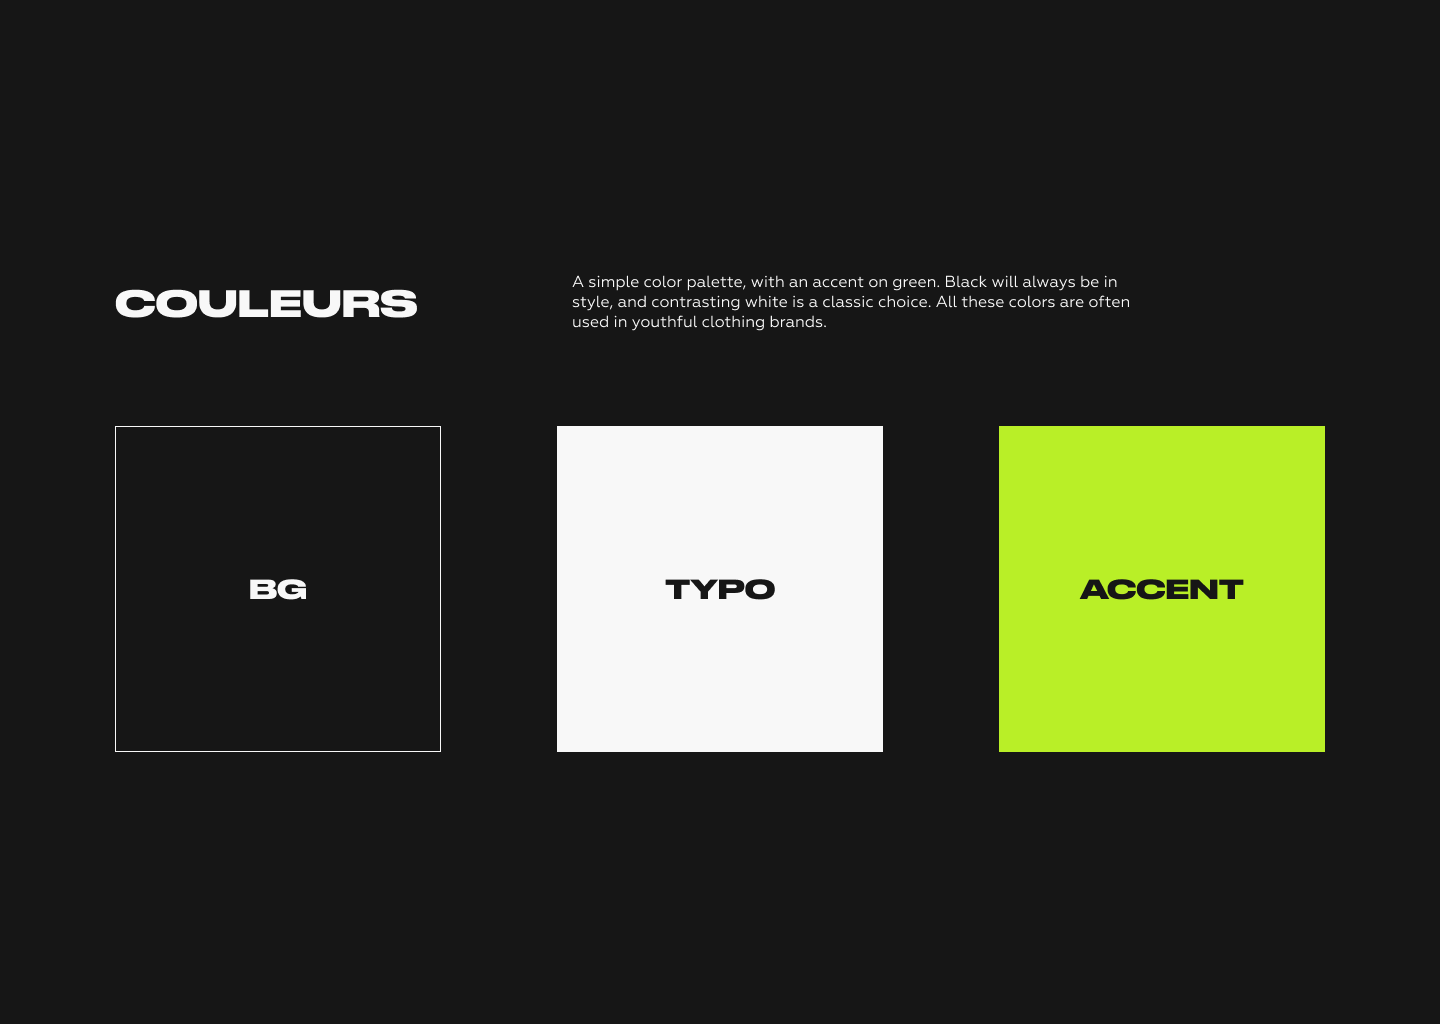 COULEURS
A simple color palette, with an accent on green. Black will always be in
style, and contrasting white is a classic choice. All these colors are often
used in youthful clothing brands.
BG
TYPO
ACCENT